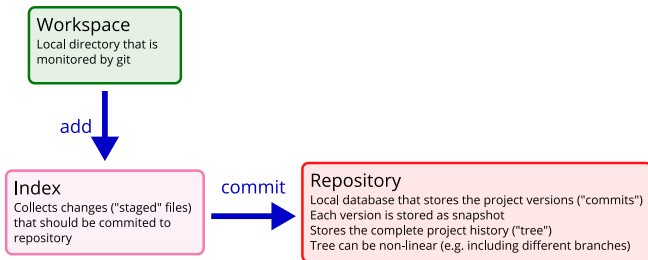 Workspace
Local directory that is
monitored by git
add
Index
Collects changes ("staged" files)
that should be commited to
repository
commit
Repository
Local database that stores the project versions ("commits")
Each version is stored as snapshot
Stores the complete project history ("tree")
Tree can be non-linear (e.g. including different branches)